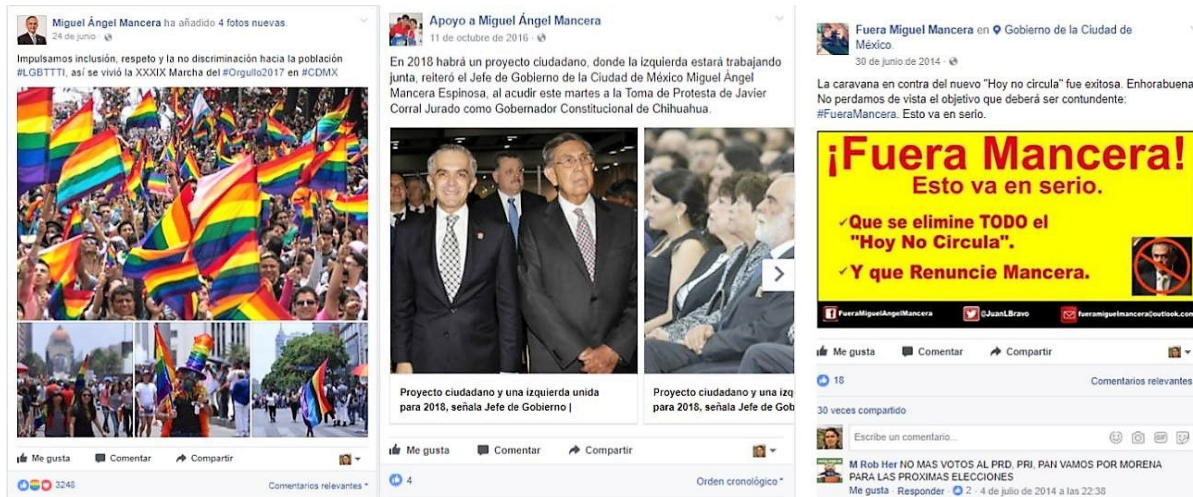 Miguel Ángel Mancera ha añadido 4 fotos nuevas.
24 de junio
Impulsamos inclusión, respeto y la no discriminación hacia la población
#LGBTTTI, así se vivió la XXXIX Marcha del #Orgullo2017 en #CDMX
Me gusta Comentar Compartir
3248 Comentarios relevantes
Apoyo a Miguel Ángel Mancera
11 de octubre de 2016
En 2018 habrá un proyecto ciudadano, donde la izquierda estará trabajando
junta, reiteró el Jefe de Gobierno de la Ciudad de México Miguel Ángel
Mancera Espinosa, al acudir este martes a la Toma de Protesta de Javier
Corral Jurado como Gobernador Constitucional de Chihuahua.
Proyecto ciudadano y una izquierda unida
para 2018, señala Jefe de Gobierno |
Proyecto ciudadano y una izq
para 2018, señala Jefe de Gob
Me gusta Comentar Compartir
4 Orden cronológico
Fuera Miguel Mancera en Gobierno de la Ciudad de
México.
30 de junio de 2014
La caravana en contra del nuevo "Hoy no circula" fue exitosa. Enhorabuena
No perdamos de vista el objetivo que deberá ser contundente:
#FueraMancera. Esto va en serio.
¡Fuera Mancera!
Esto va en serio.
✓Que se elimine TODO el
"Hoy No Circula".
✓Y que Renuncie Mancera.
FueraMiguelAngelMancera @JuanLBravo fueramiguelmancera@outlook.com
Me gusta Comentar Compartir
18 Comentarios relevantes
30 veces compartido
Escribe un comentario...
GIF
M Rob Her NO MAS VOTOS AL PRD, PRI, PAN VAMOS POR MORENA
PARA LAS PROXIMAS ELECCIONES
Me gusta · Responder · 2 · 4 de julio de 2014 a las 22:38